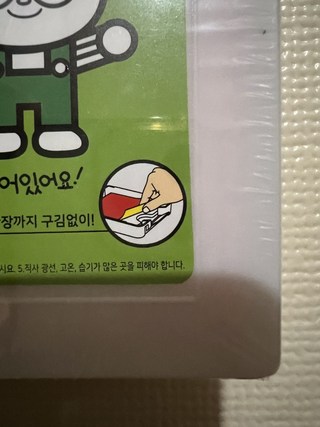 어있어요!
장까지 구김없이!
시요. 5.직사 광선, 고온, 습기가 많은 곳을 피해야 합니다.